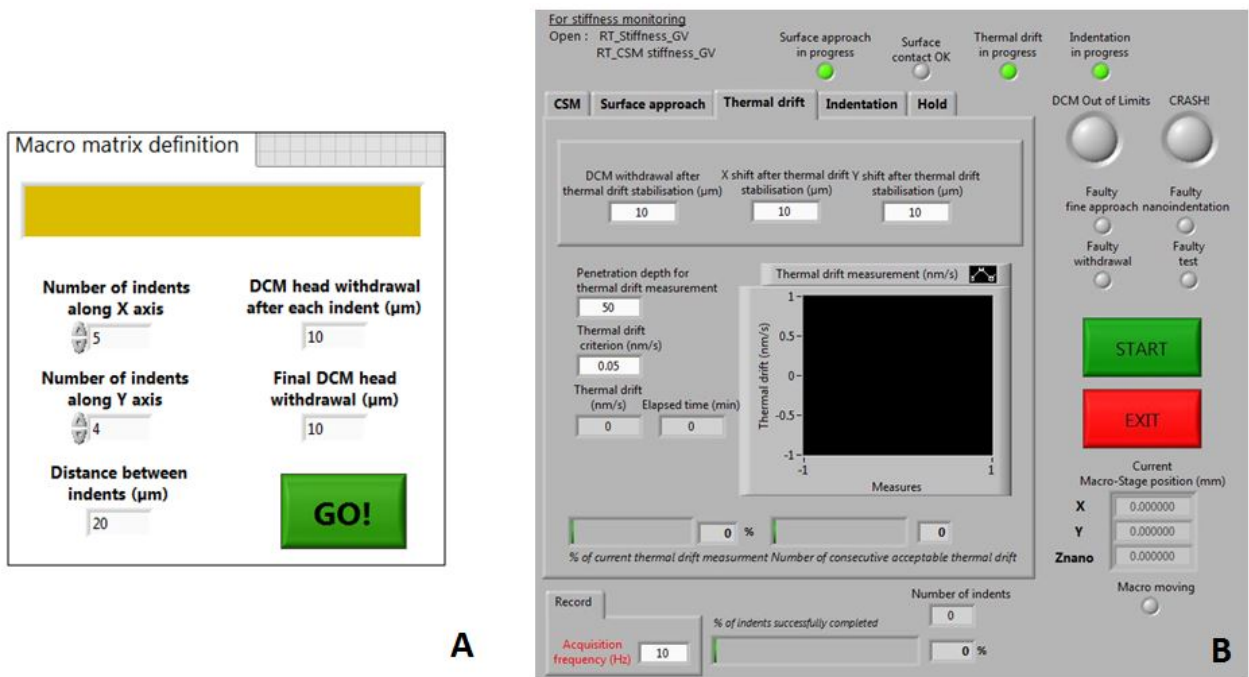 Macro matrix definition
Number of indents
along X axis
5
DCM head withdrawal
after each indent (µm)
10
Number of indents
along Y axis
4
Final DCM head
withdrawal (µm)
10
Distance between
indents (µm)
20
GO!
A
For stiffness monitoring
Open : RT_Stiffness_GV
RT_CSM stiffness_GV
Surface approach
in progress
Surface
contact OK
Thermal drift
in progress
Indentation
in progress
CSM Surface approach Thermal drift Indentation Hold
DCM withdrawal after
thermal drift stabilisation (µm)
10
X shift after thermal drift
stabilisation (µm)
10
Y shift after thermal drift
stabilisation (µm)
10
Penetration depth for
thermal drift measurement
50
Thermal drift
criterion (nm/s)
0.05
Thermal drift
(nm/s)
0
Elapsed time (min)
0
Thermal drift measurement (nm/s)
Thermal drift (nm/s)
1
0.5
0
-0.5
-1
-1
1
Measures
0 %
0
% of current thermal drift measurment
Number of consecutive acceptable thermal drift
DCM Out of Limits
CRASH!
Faulty
fine approach
Faulty
nanoindentation
Faulty
withdrawal
Faulty
test
START
EXIT
Current
Macro-Stage position (mm)
X 0.000000
Y 0.000000
Znano 0.000000
Macro moving
Record
Acquisition
frequency (Hz)
10
Number of indents
0
% of indents successfully completed
0 %
B